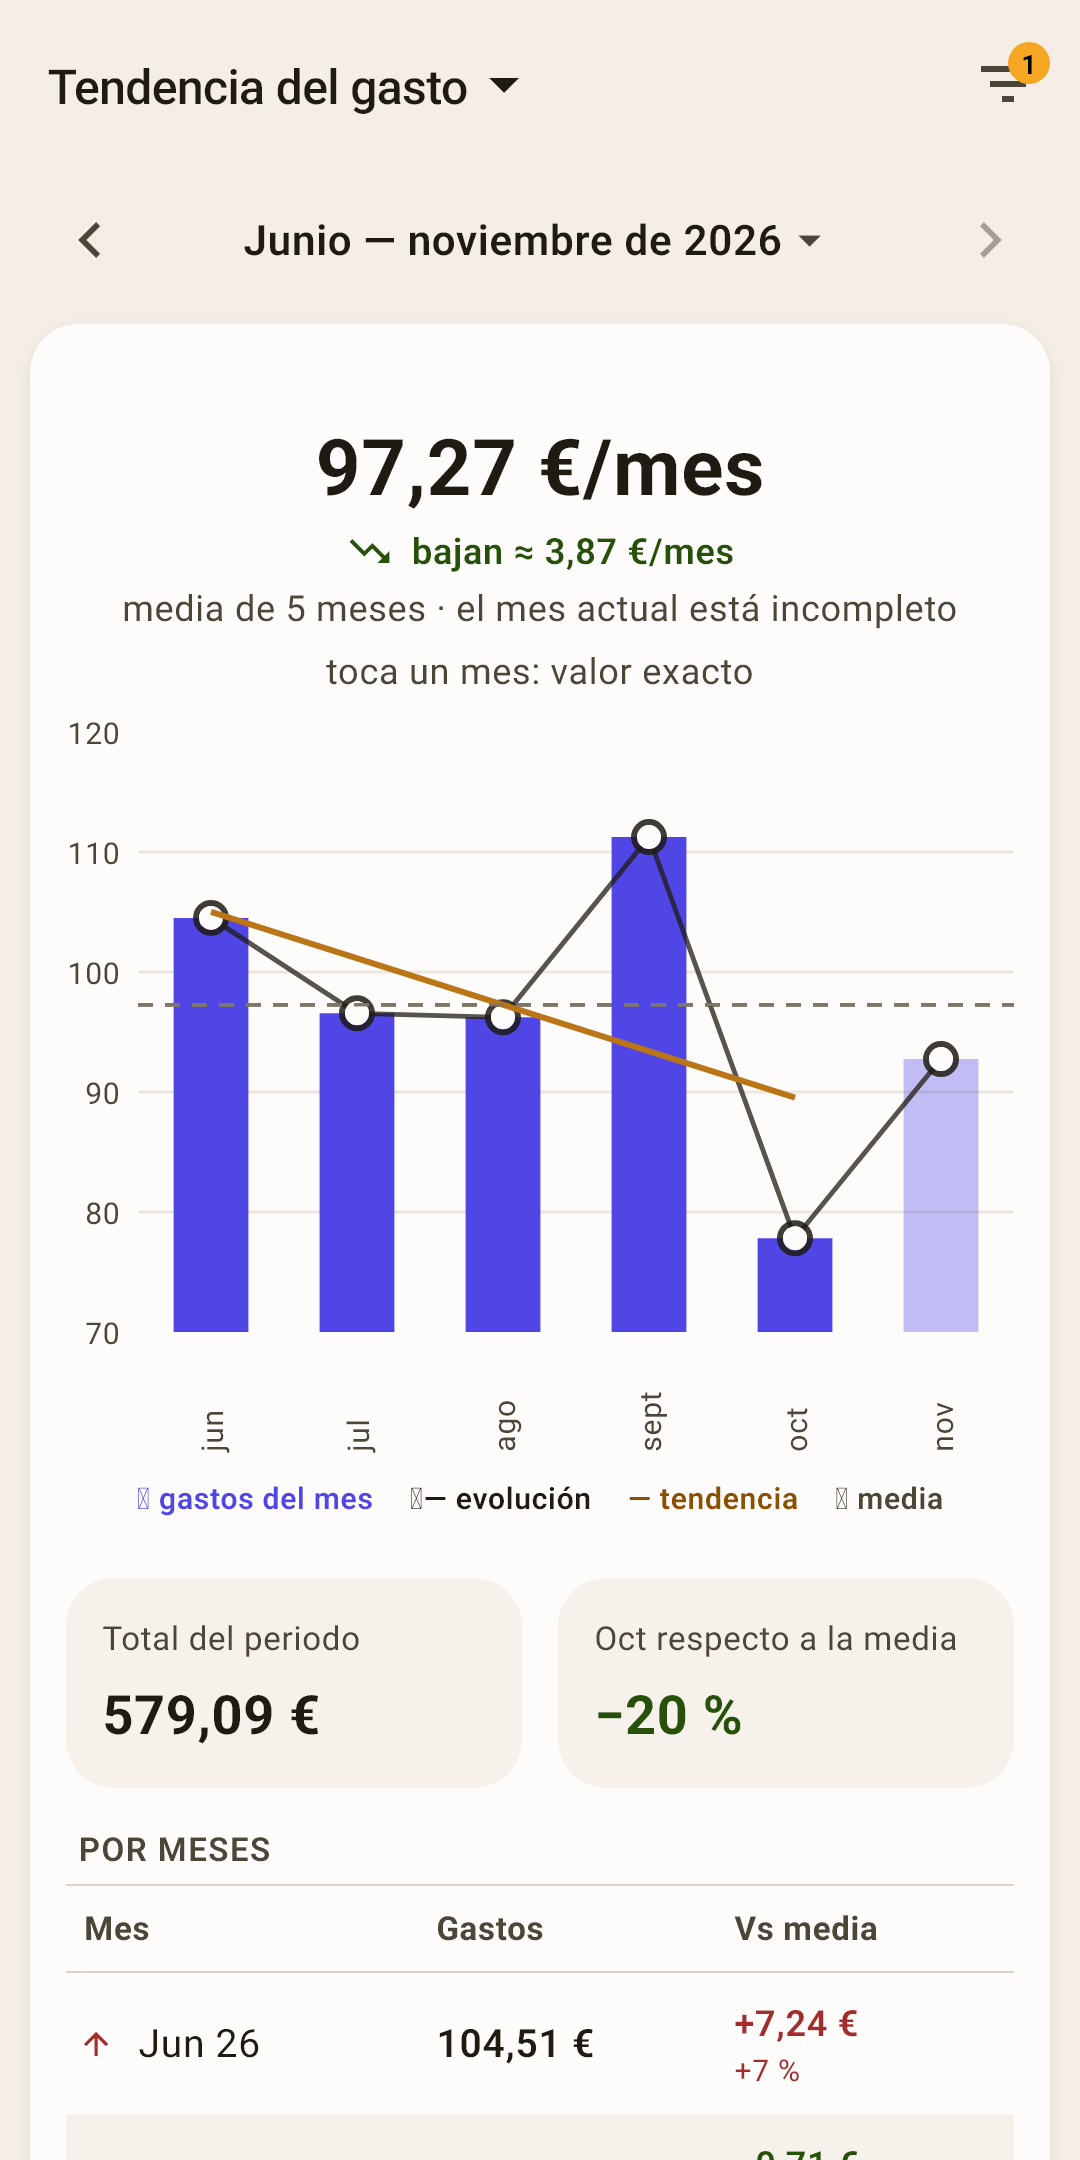 Tendencia del gasto
1
Junio — noviembre de 2026
97,27 €/mes
bajan ≈ 3,87 €/mes
media de 5 meses · el mes actual está incompleto
toca un mes: valor exacto
120
110
100
90
80
70
jun
jul
ago
sept
oct
nov
gastos del mes
— evolución
— tendencia
media
Total del periodo
579,09 €
Oct respecto a la media
−20 %
POR MESES
Mes Gastos Vs media
Jun 26 104,51 € +7,24 €
+7 %